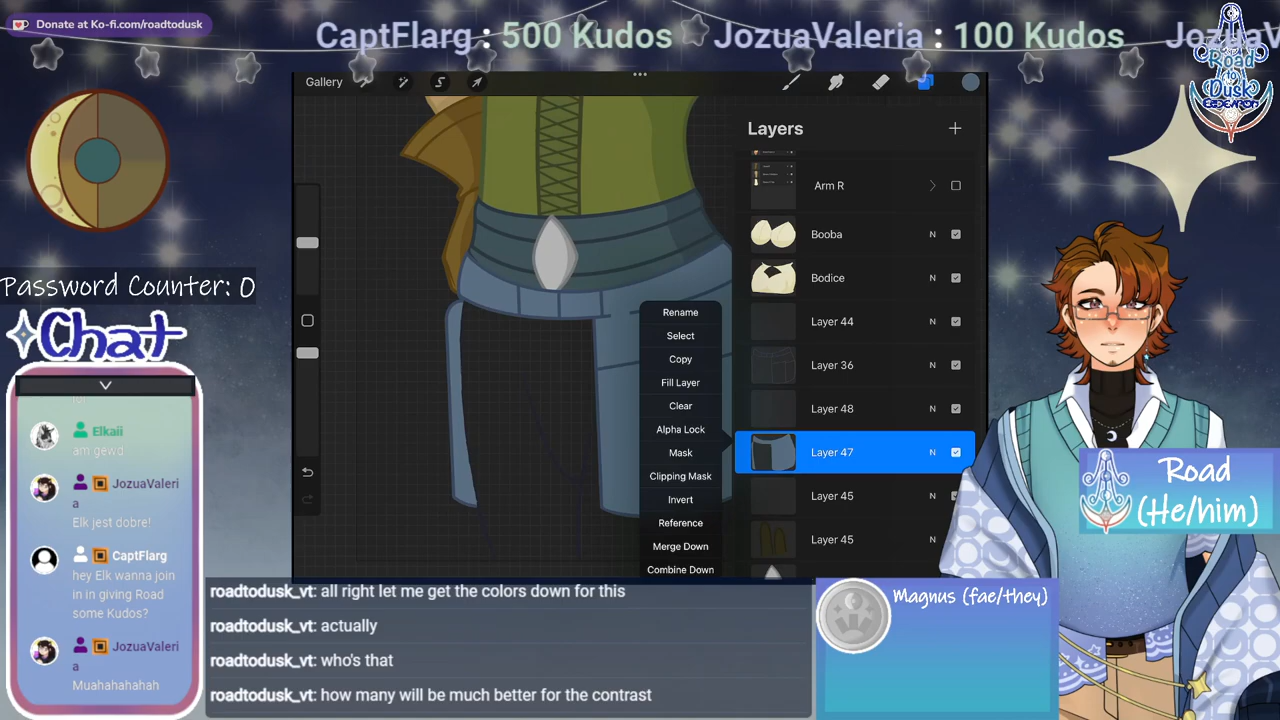 Donate at Ko-fi.com/roadtodusk
CaptFlarg : 500 Kudos
JozuaValeria : 100 Kudos
JozuaV
Road
to
Dusk
Password Counter: 0
Chat
lol
Elkaii
am gewd
JozuaValeri
a
Elk jest dobre!
CaptFlarg
hey Elk wanna join
in in giving Road
some Kudos?
JozuaValeri
a
Muahahahahah
Gallery
Layers
Arm R
Booba
N
Bodice
N
Layer 44
N
Layer 36
N
Layer 48
N
Layer 47
N
Layer 45
N
Layer 45
N
Rename
Select
Copy
Fill Layer
Clear
Alpha Lock
Mask
Clipping Mask
Invert
Reference
Merge Down
Combine Down
Road
(He/him)
roadtodusk_vt: all right let me get the colors down for this
roadtodusk_vt: actually
roadtodusk_vt: who's that
roadtodusk_vt: how many will be much better for the contrast
Magnus (fae/they)